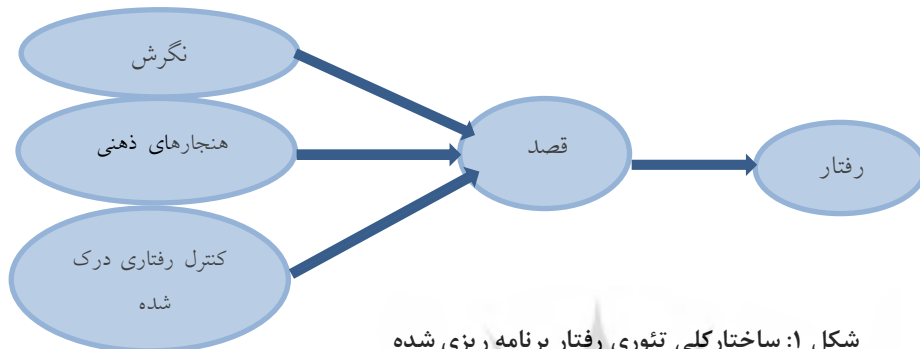 نگرش
هنجارهای ذهنی
کنترل رفتاری درک
شده
قصد
رفتار
شکل ۱: ساختارکلی تئوری رفتار برنامه ریزی شده